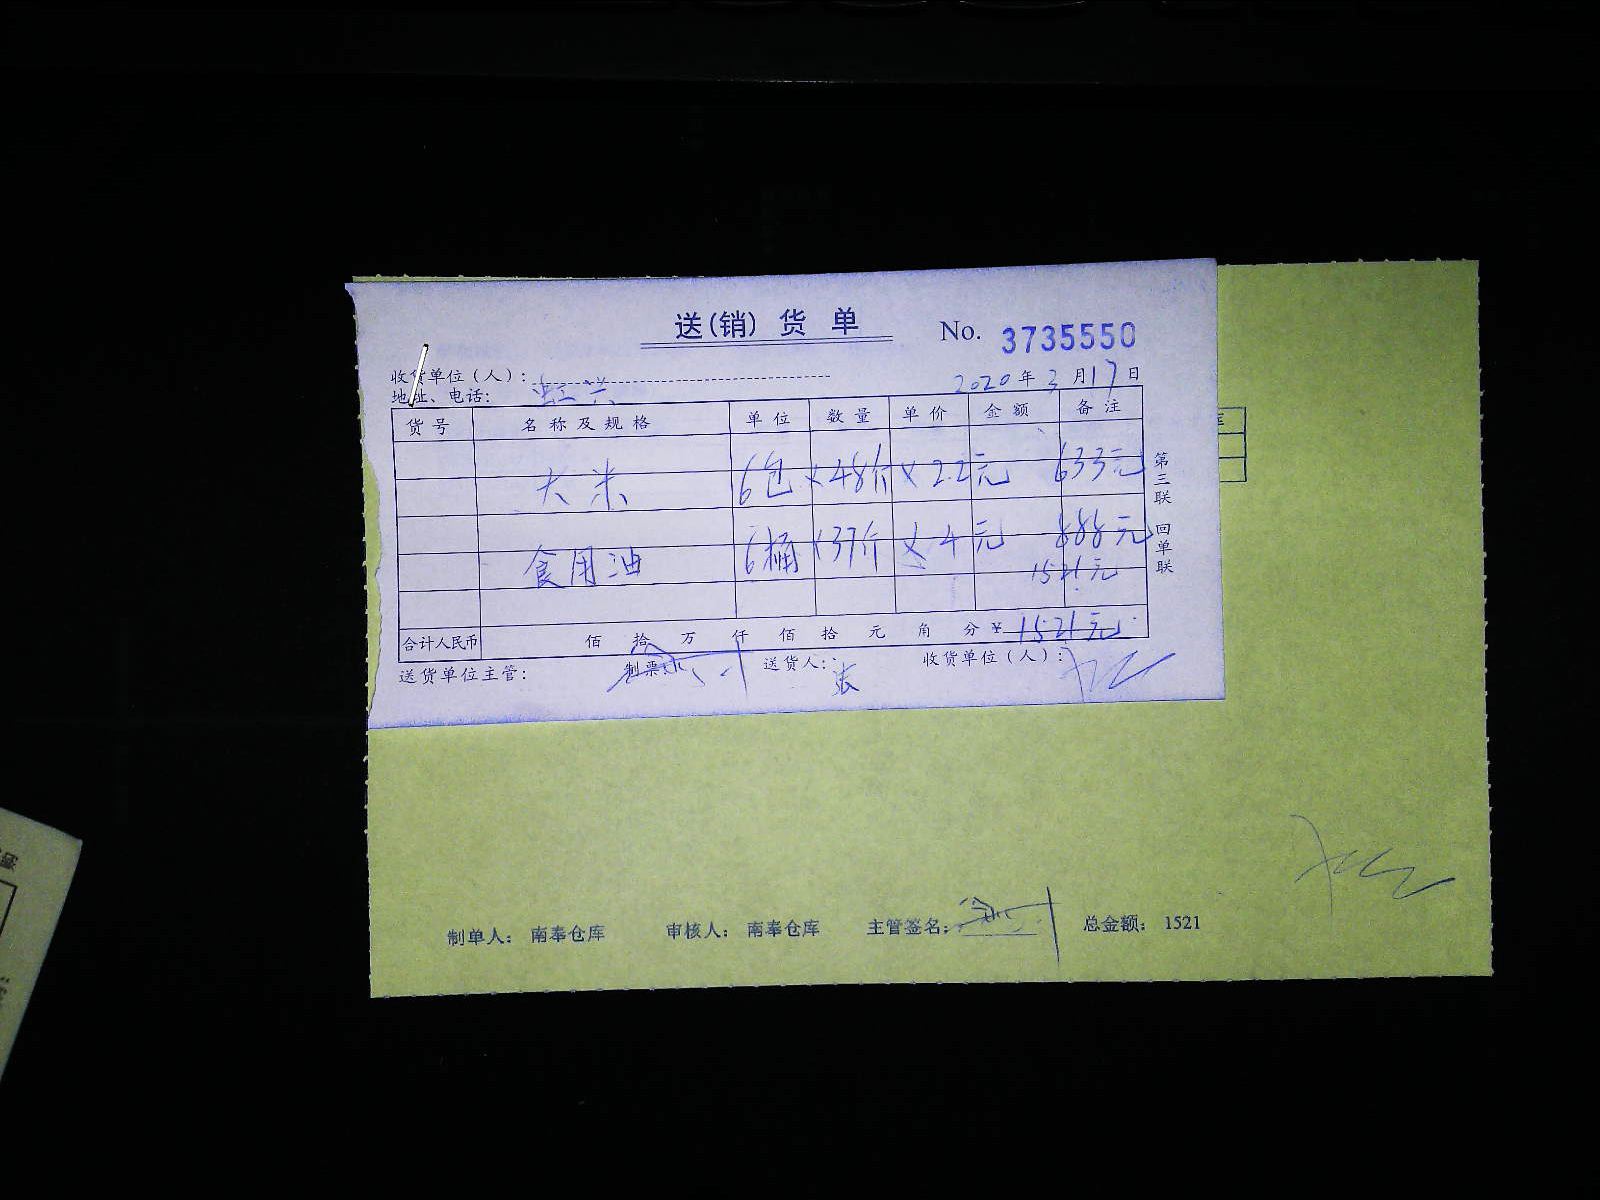 送(销) 货 单
No. 3735550
收货单位(人):
2020年3月17日
地址、电话: 虹兴
货号 名称及规格 单位 数量 单价 金额 备注
大米 6包 × 48斤 × 2.2元 633元
食用油 6桶 × 37斤 × 4元 888元
1521元
合计人民币 佰 拾 万 仟 佰 拾 元 角 分 ¥ 1521元
送货单位主管: 制票 送货人: 张 收货单位(人):
第三联 回单联
制单人: 南奉仓库 审核人: 南奉仓库 主管签名: 总金额: 1521